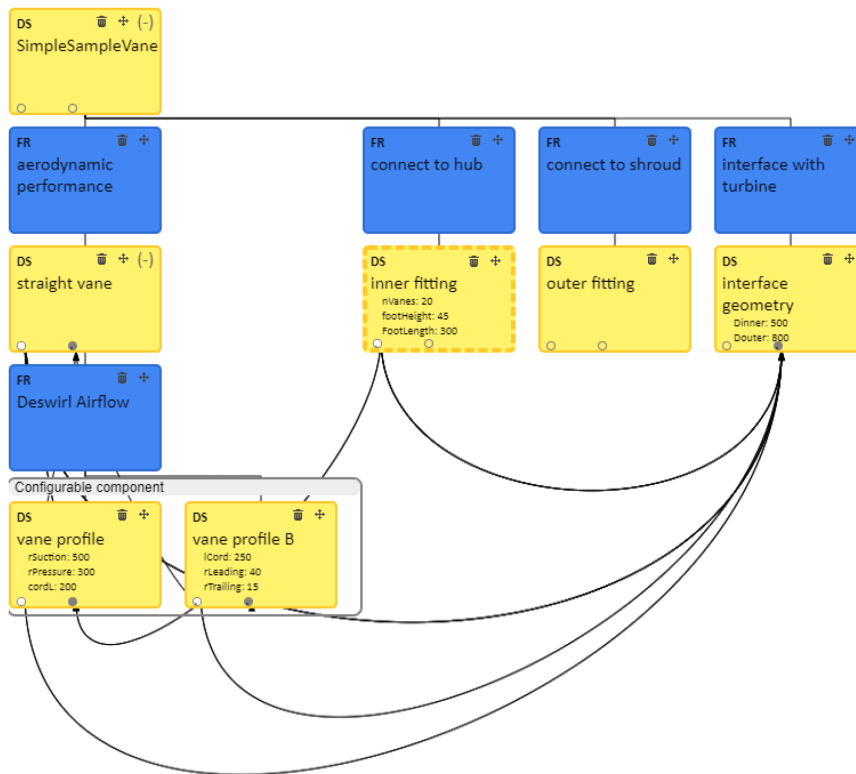 DS (-)
SimpleSampleVane
FR
aerodynamic
performance
FR
connect to hub
FR
connect to shroud
FR
interface with
turbine
DS (-)
straight vane
DS
inner fitting
nVanes: 20
footHeight: 45
FootLength: 300
DS
outer fitting
DS
interface
geometry
Dinner: 500
Douter: 800
FR
Deswirl Airflow
Configurable component
DS
vane profile
rSuction: 500
rPressure: 300
cordL: 200
DS
vane profile B
lCord: 250
rLeading: 40
rTrailing: 15